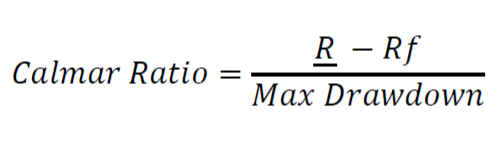 Calmar Ratio = R − Rf / Max Drawdown